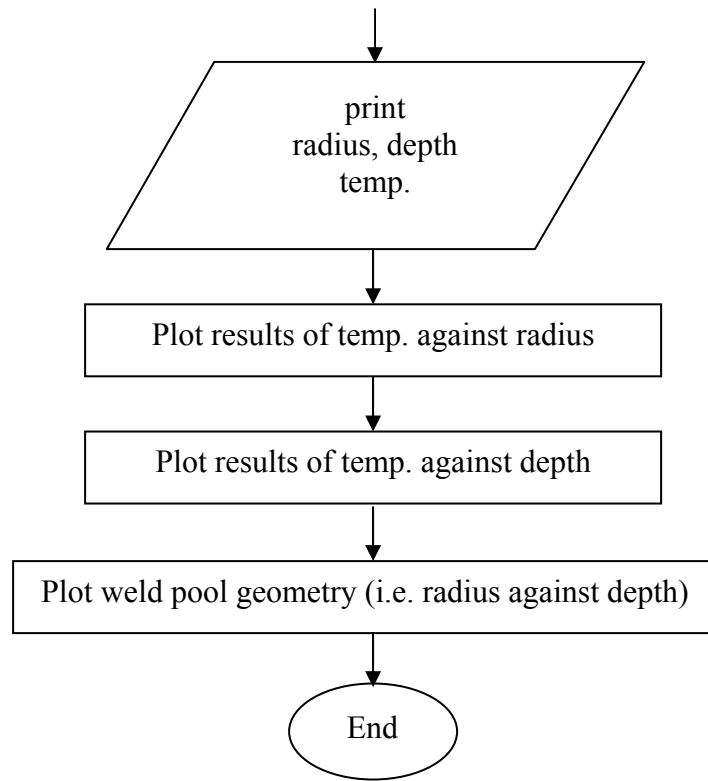 print
radius, depth
temp.
Plot results of temp. against radius
Plot results of temp. against depth
Plot weld pool geometry (i.e. radius against depth)
End